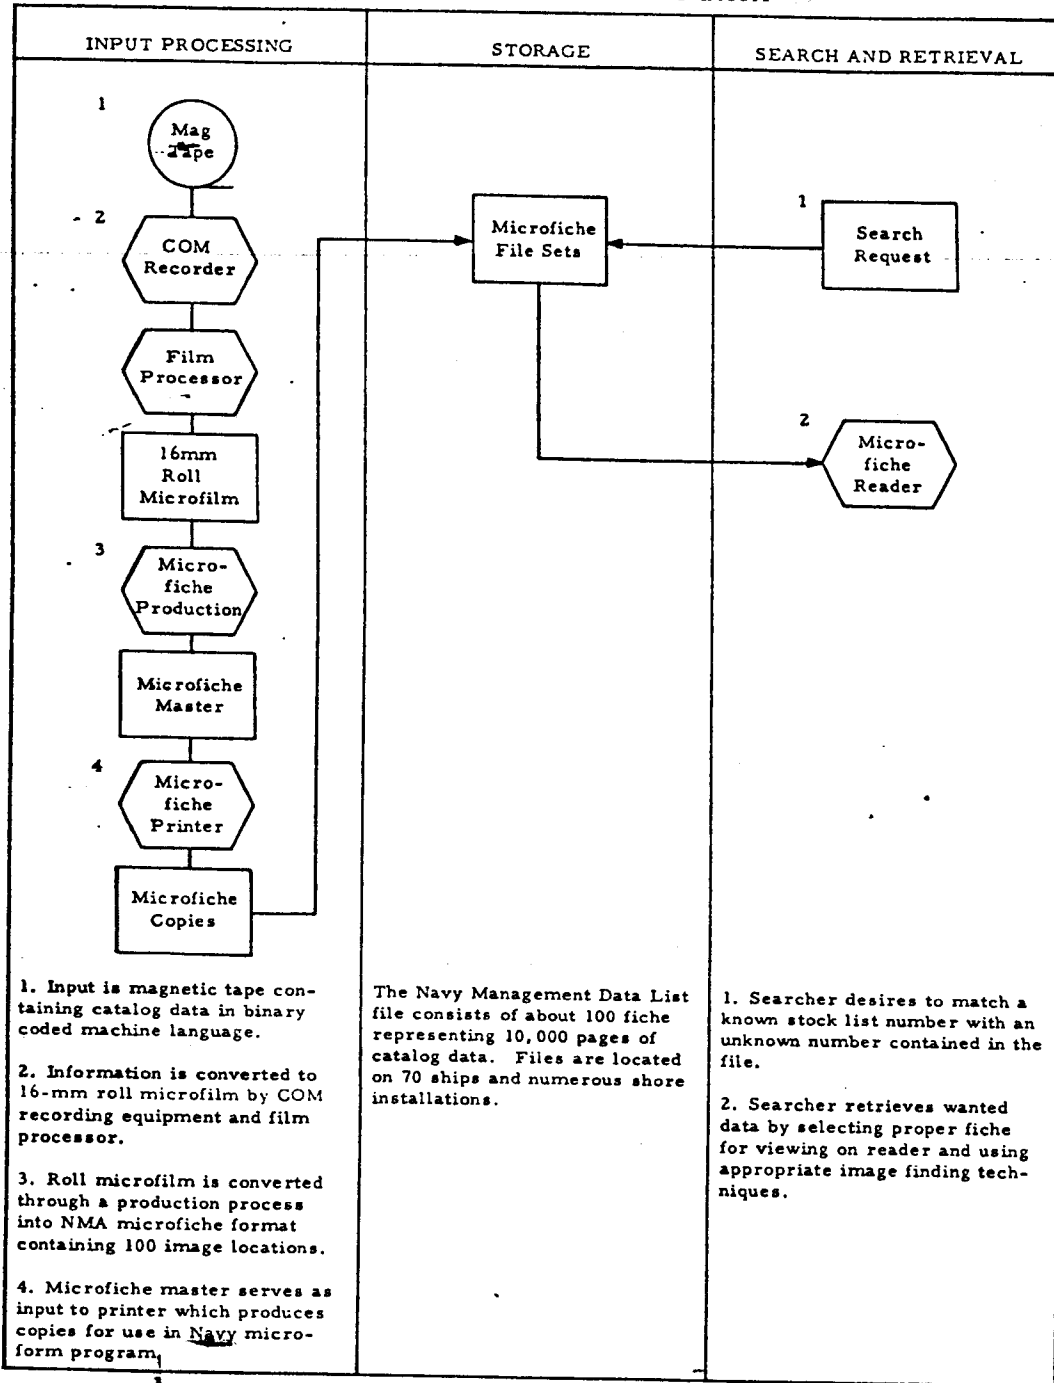 INPUT PROCESSING
STORAGE
SEARCH AND RETRIEVAL
1
Mag
Tape
2
COM
Recorder
Film
Processor
16mm
Roll
Microfilm
3
Micro-
fiche
Production
Microfiche
Master
4
Micro-
fiche
Printer
Microfiche
Copies
Microfiche
File Sets
1
Search
Request
2
Micro-
fiche
Reader
1. Input is magnetic tape con-
taining catalog data in binary
coded machine language.
2. Information is converted to
16-mm roll microfilm by COM
recording equipment and film
processor.
3. Roll microfilm is converted
through a production process
into NMA microfiche format
containing 100 image locations.
4. Microfiche master serves as
input to printer which produces
copies for use in Navy micro-
form program.
The Navy Management Data List
file consists of about 100 fiche
representing 10,000 pages of
catalog data. Files are located
on 70 ships and numerous shore
installations.
1. Searcher desires to match a
known stock list number with an
unknown number contained in the
file.
2. Searcher retrieves wanted
data by selecting proper fiche
for viewing on reader and using
appropriate image finding tech-
niques.